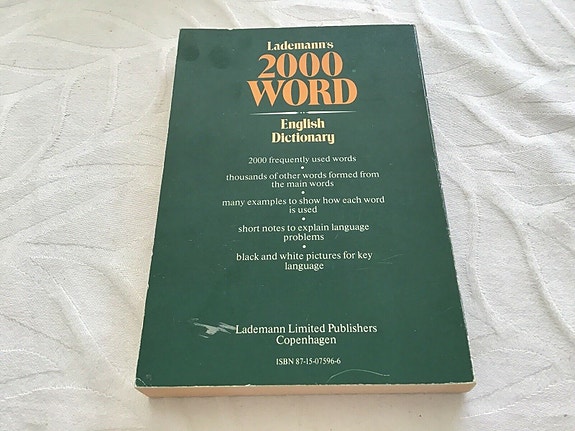 Lademann's
2000
WORD
English
Dictionary
2000 frequently used words
•
thousands of other words formed from
the main words
•
many examples to show how each word
is used
•
short notes to explain language
problems
•
black and white pictures for key
language
Lademann Limited Publishers
Copenhagen
ISBN 87-15-07596-6